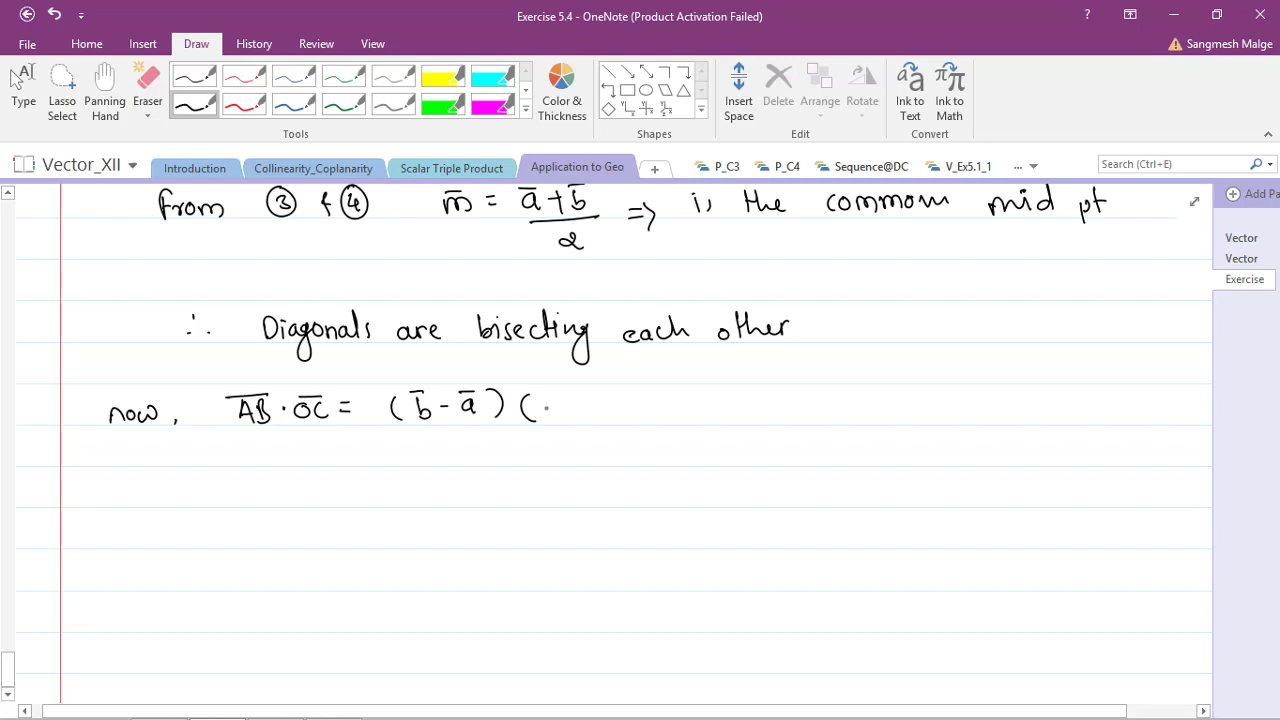 Exercise 5.4 - OneNote (Product Activation Failed)
File Home Insert Draw History Review View Sangmesh Malge
Type Lasso Select Panning Hand Eraser Color & Thickness Insert Space Delete Arrange Rotate Ink to Text Ink to Math
Tools Shapes Edit Convert
Vector_XII Introduction Collinearity_Coplanarity Scalar Triple Product Application to Geo P_C3 P_C4 Sequence@DC V_Ex5.1_1 ... Search (Ctrl+E)
Add Pa
Vector
Vector
Exercise
from ③ & ④ m̅ = (a̅ + b̅)/2 ⇒ is the common mid pt
∴ Diagonals are bisecting each other
now, A̅B̅ · O̅C̅ = (b̅ - a̅) (